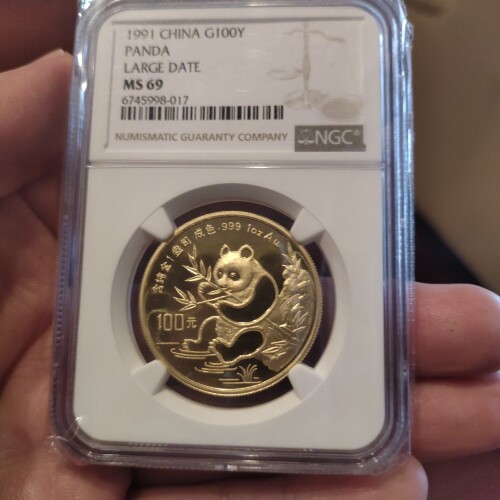 1991 CHINA G100Y
PANDA
LARGE DATE
MS 69
6745998-017
NUMISMATIC GUARANTY COMPANY
NGC®
含纯金1盎司 成色·999 1oz Au
100元